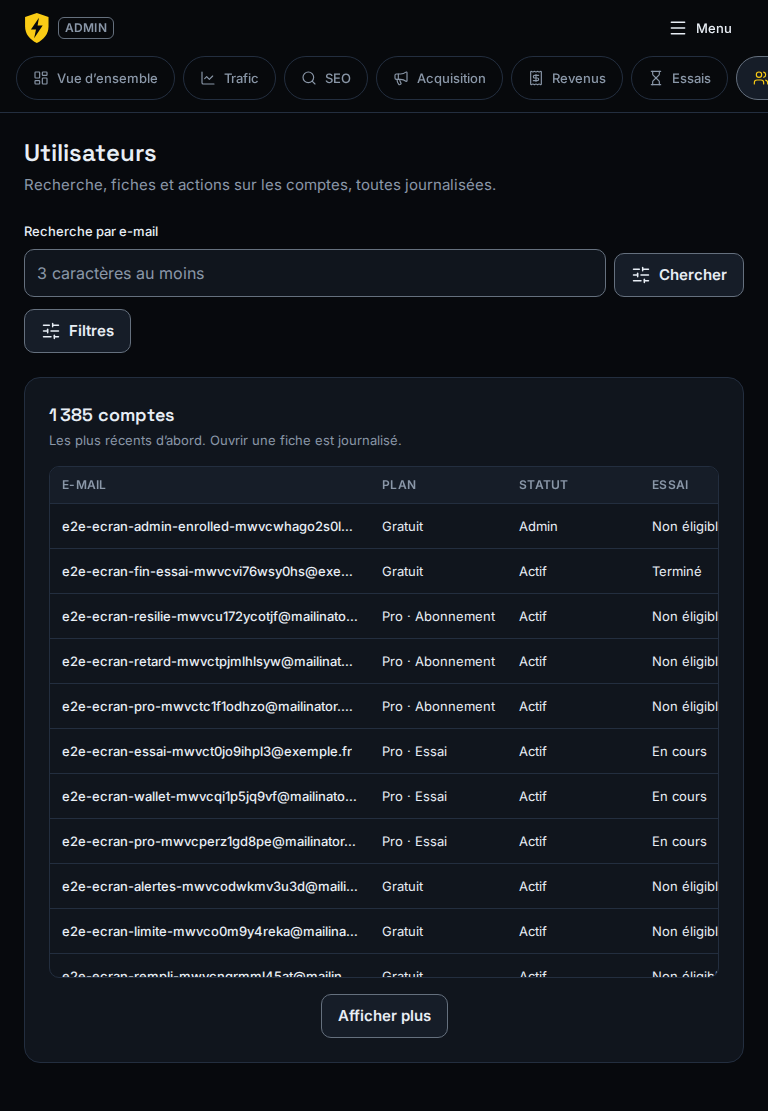 ADMIN
Menu
Vue d’ensemble
Trafic
SEO
Acquisition
Revenus
Essais
Utilisateurs
Recherche, fiches et actions sur les comptes, toutes journalisées.
Recherche par e-mail
3 caractères au moins
Chercher
Filtres
1 385 comptes
Les plus récents d’abord. Ouvrir une fiche est journalisé.
E-MAIL PLAN STATUT ESSAI
e2e-ecran-admin-enrolled-mwvcwhago2s0l... Gratuit Admin Non éligibl
e2e-ecran-fin-essai-mwvcvi76wsy0hs@exe... Gratuit Actif Terminé
e2e-ecran-resilie-mwvcu172ycotjf@mailinato... Pro · Abonnement Actif Non éligibl
e2e-ecran-retard-mwvctpjmlhlsyw@mailinat... Pro · Abonnement Actif Non éligibl
e2e-ecran-pro-mwvctc1f1odhzo@mailinator.... Pro · Abonnement Actif Non éligibl
e2e-ecran-essai-mwvct0jo9ihpl3@exemple.fr Pro · Essai Actif En cours
e2e-ecran-wallet-mwvcqi1p5jq9vf@mailinato... Pro · Essai Actif En cours
e2e-ecran-pro-mwvcperz1gd8pe@mailinator... Pro · Essai Actif En cours
e2e-ecran-alertes-mwvcodwkmv3u3d@maili... Gratuit Actif Non éligibl
e2e-ecran-limite-mwvco0m9y4reka@mailina... Gratuit Actif Non éligibl
Gratuit Actif Non
Afficher plus